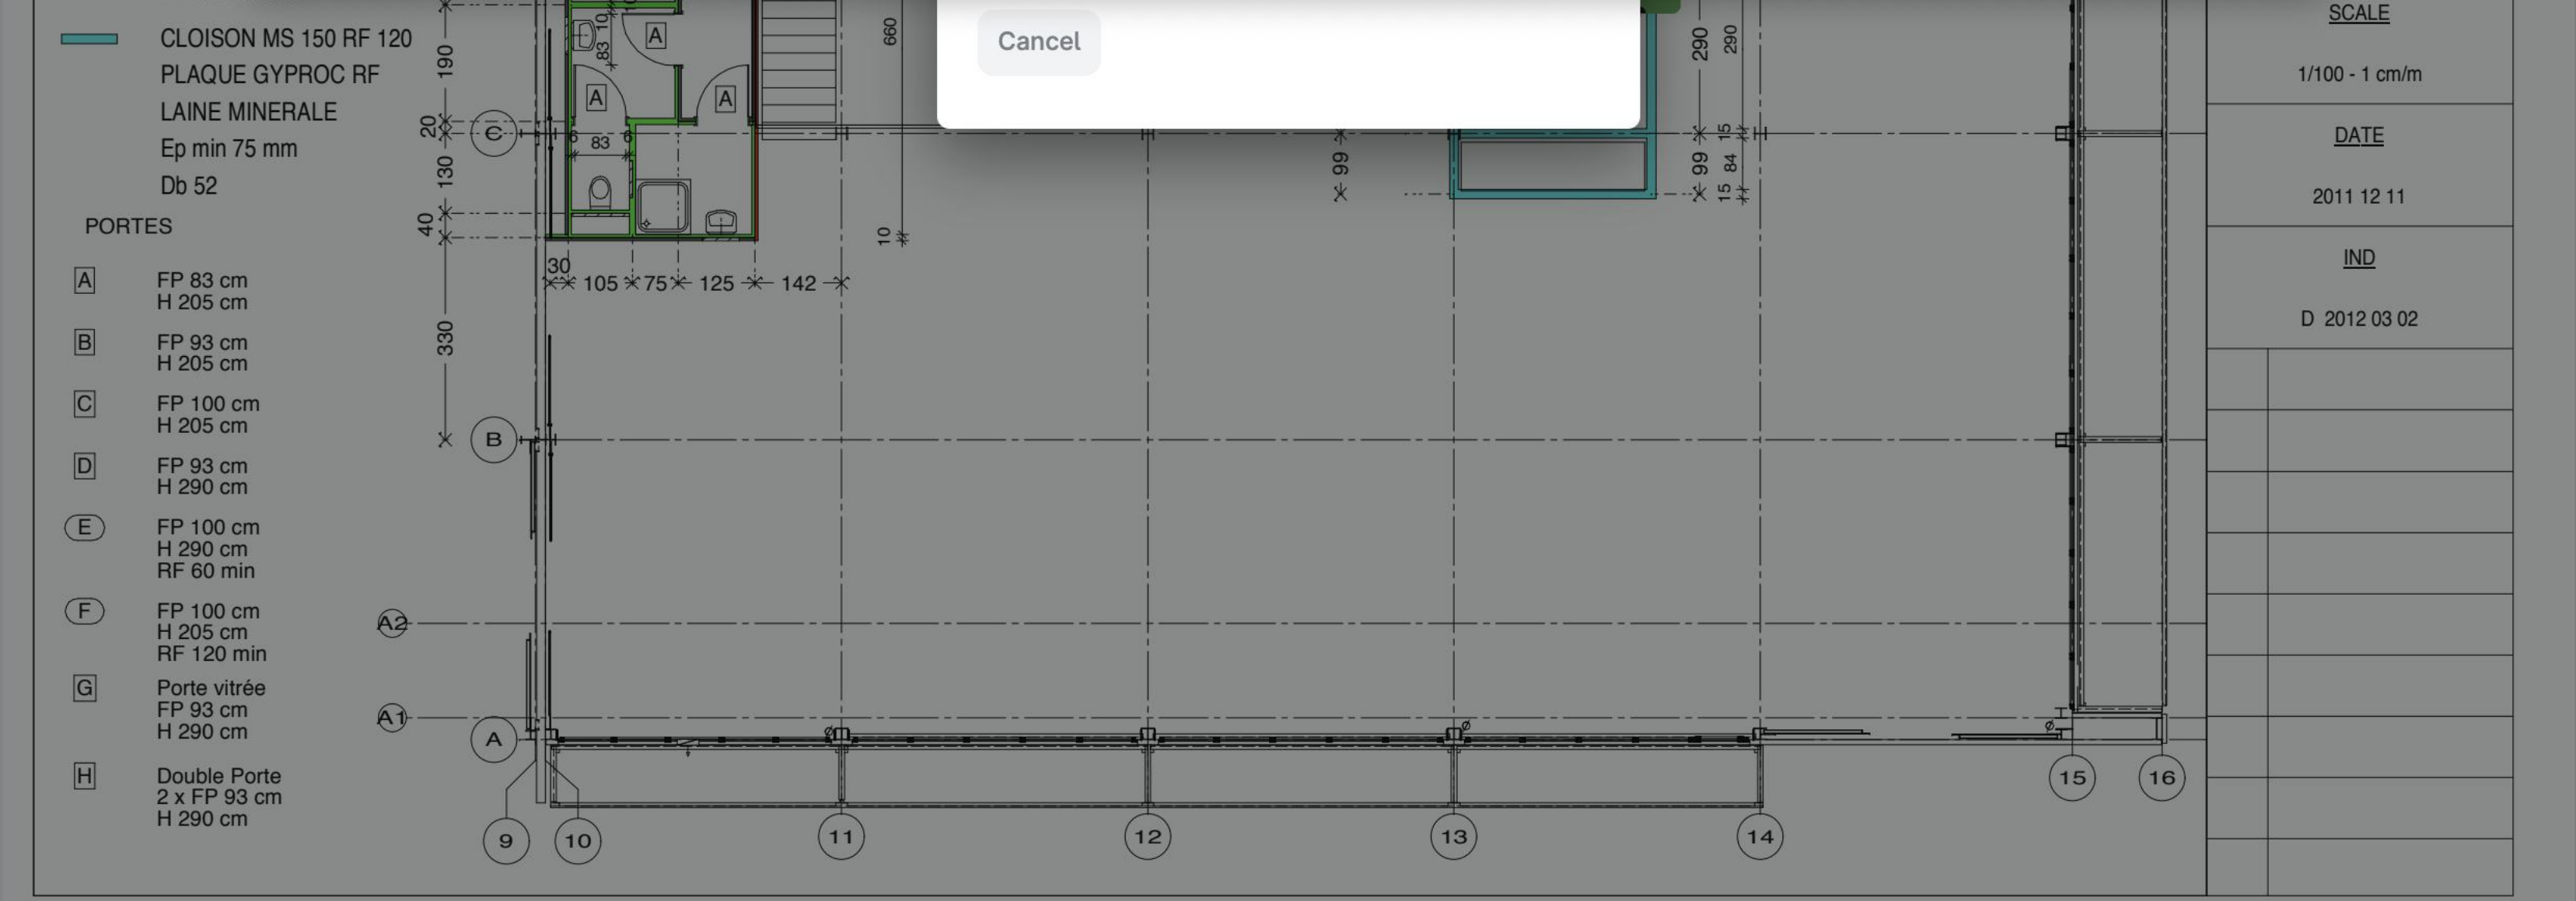 CLOISON MS 150 RF 120
PLAQUE GYPROC RF
LAINE MINERALE
Ep min 75 mm
Db 52
PORTES
A
FP 83 cm
H 205 cm
B
FP 93 cm
H 205 cm
C
FP 100 cm
H 205 cm
D
FP 93 cm
H 290 cm
E
FP 100 cm
H 290 cm
RF 60 min
F
FP 100 cm
H 205 cm
RF 120 min
G
Porte vitrée
FP 93 cm
H 290 cm
H
Double Porte
2 x FP 93 cm
H 290 cm
190
20
130
40
330
C
B
A2
A1
A
10
83
A
A
A
6
83
6
30
105
75
125
142
660
10
Cancel
99
290
290
15
99
84
15
9
10
11
12
13
14
15
16
SCALE
1/100 - 1 cm/m
DATE
2011 12 11
IND
D 2012 03 02